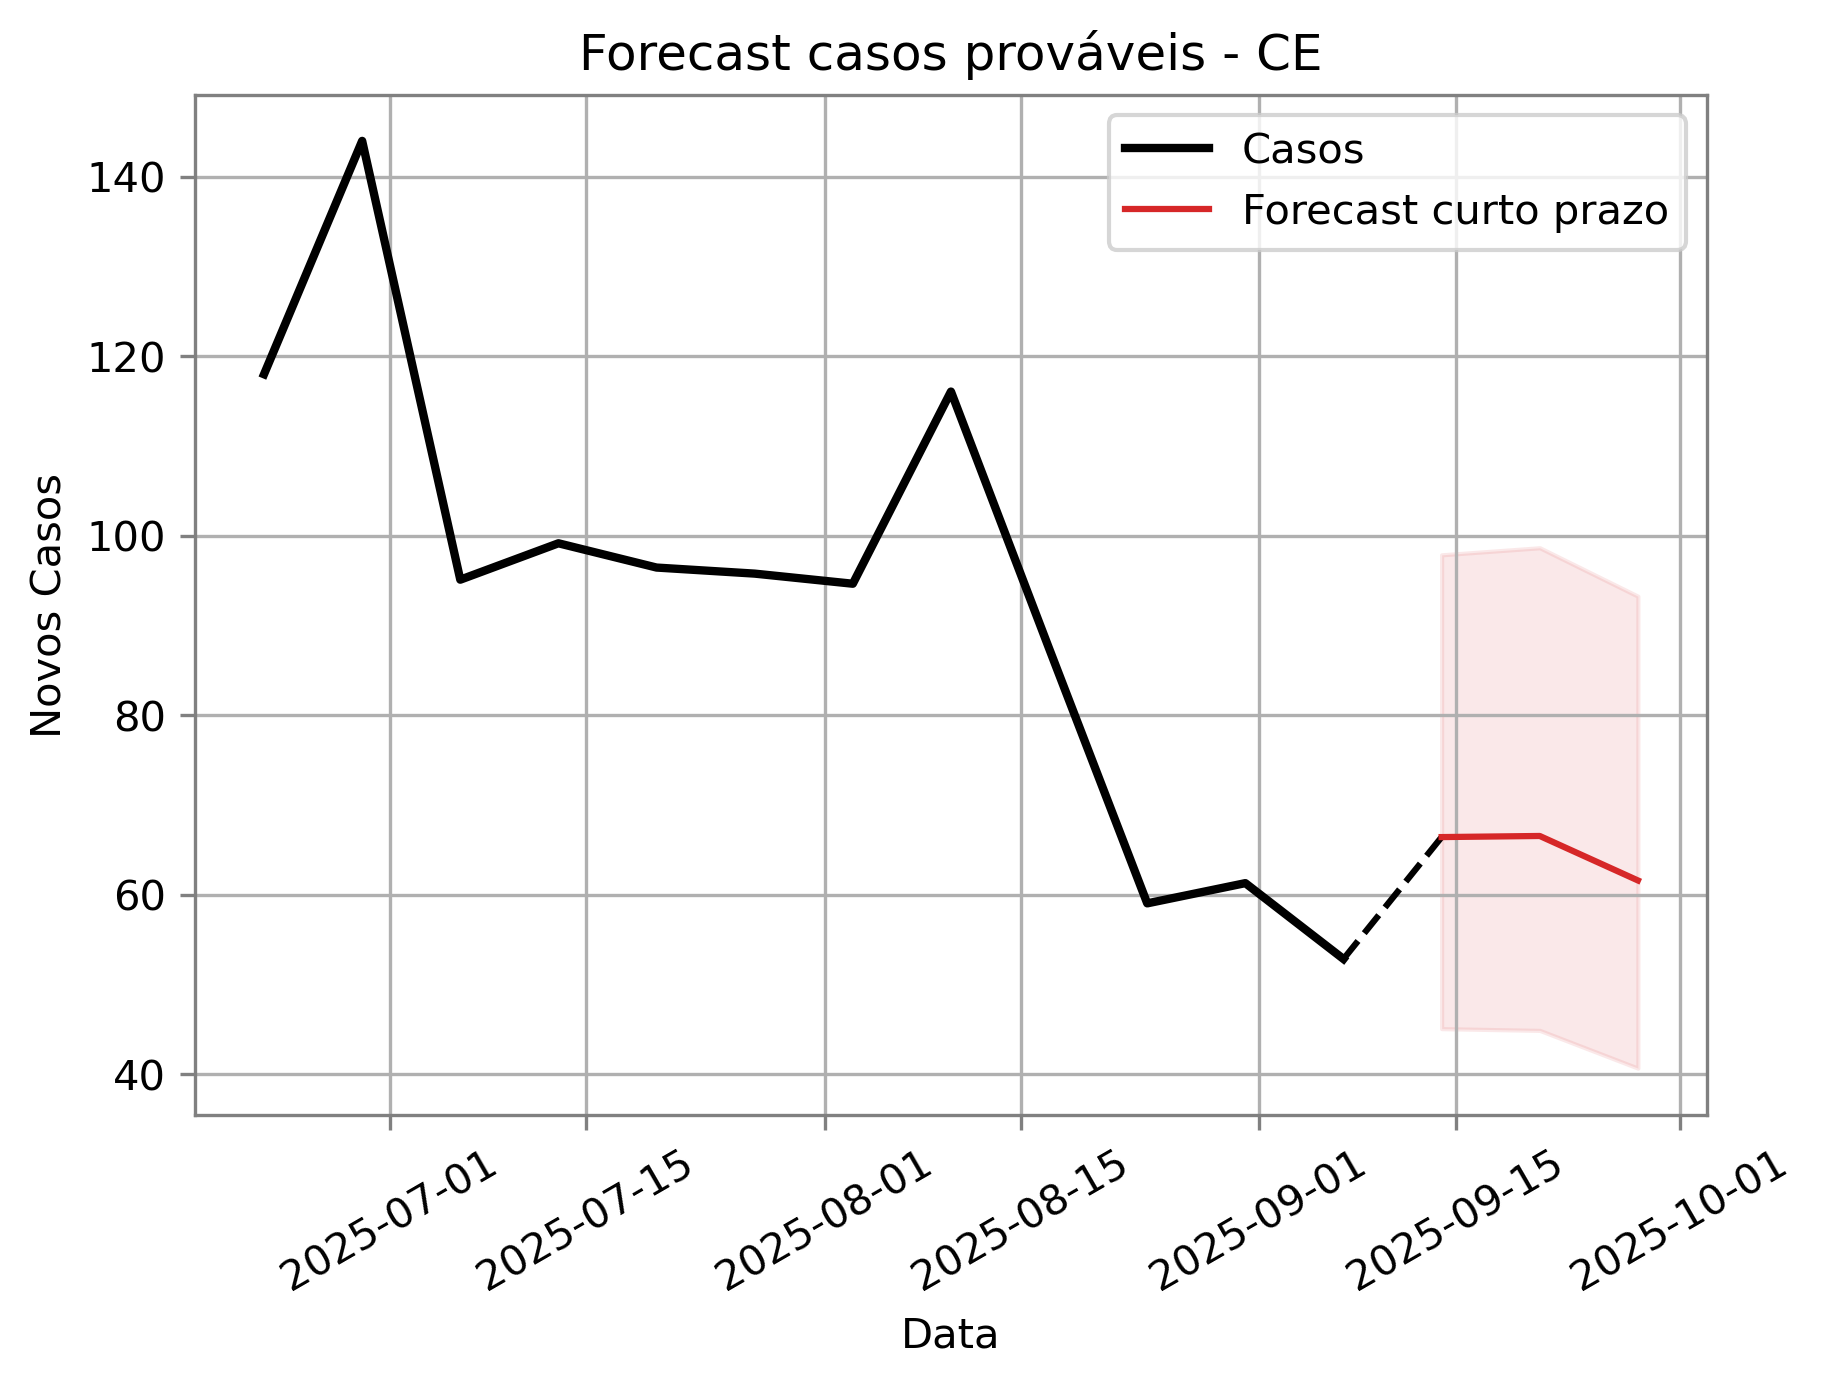 Forecast casos prováveis - CE
Casos
Forecast curto prazo
Novos Casos
140
120
100
80
60
40
2025-07-01
2025-07-15
2025-08-01
2025-08-15
2025-09-01
2025-09-15
2025-10-01
Data